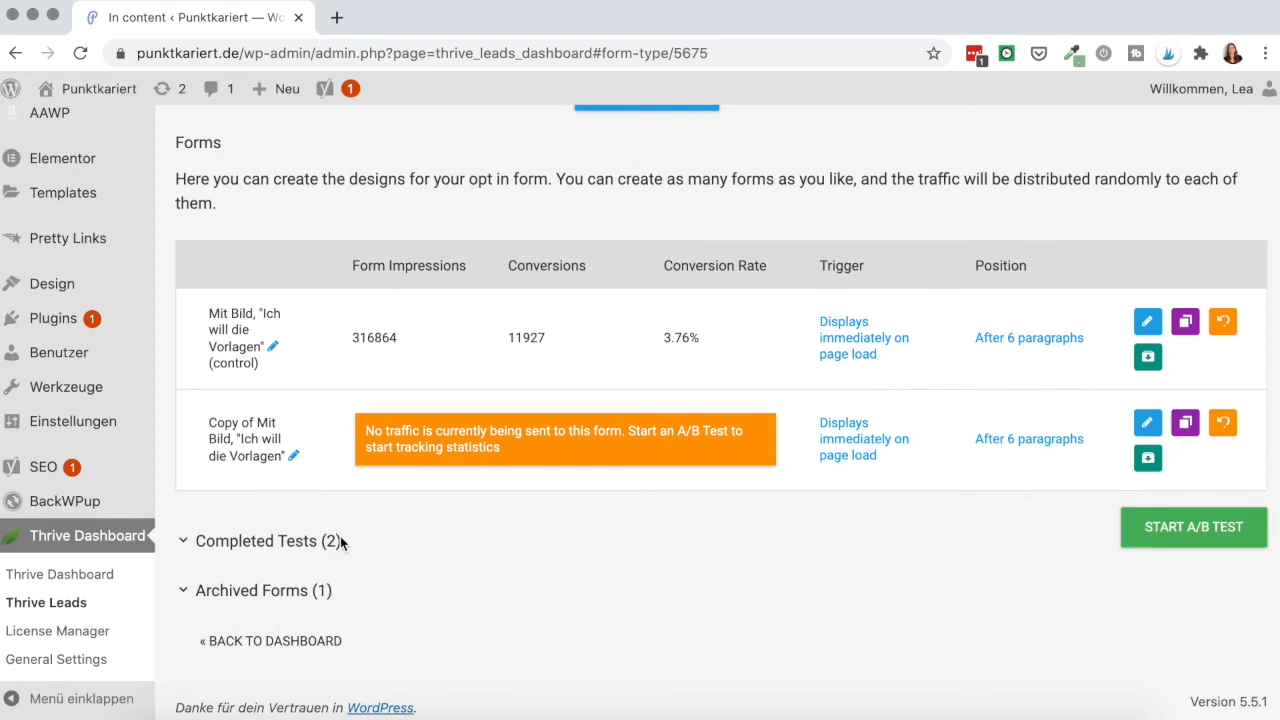 In content ‹ Punktkariert — Wo
punktkariert.de/wp-admin/admin.php?page=thrive_leads_dashboard#form-type/5675
1
Punktkariert
2
1
Neu
1
Willkommen, Lea
AAWP
Elementor
Templates
Pretty Links
Design
Plugins 1
Benutzer
Werkzeuge
Einstellungen
SEO 1
BackWPup
Thrive Dashboard
Thrive Dashboard
Thrive Leads
License Manager
General Settings
Menü einklappen
Forms
Here you can create the designs for your opt in form. You can create as many forms as you like, and the traffic will be distributed randomly to each of
them.
Form Impressions Conversions Conversion Rate Trigger Position
Mit Bild, "Ich
will die
Vorlagen"
(control)
316864 11927 3.76%
Displays
immediately on
page load
After 6 paragraphs
Copy of Mit
Bild, "Ich will
die Vorlagen"
No traffic is currently being sent to this form. Start an A/B Test to
start tracking statistics
Displays
immediately on
page load
After 6 paragraphs
START A/B TEST
Completed Tests (2)
Archived Forms (1)
« BACK TO DASHBOARD
Danke für dein Vertrauen in WordPress.
Version 5.5.1